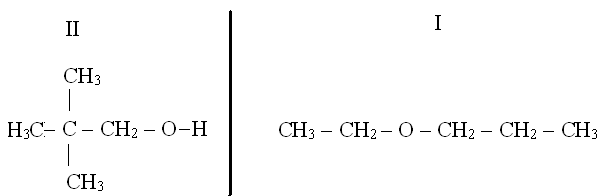 II
I
CH3
|
H3C – C – CH2 – O – H
|
CH3
CH3 – CH2 – O – CH2 – CH2 – CH3